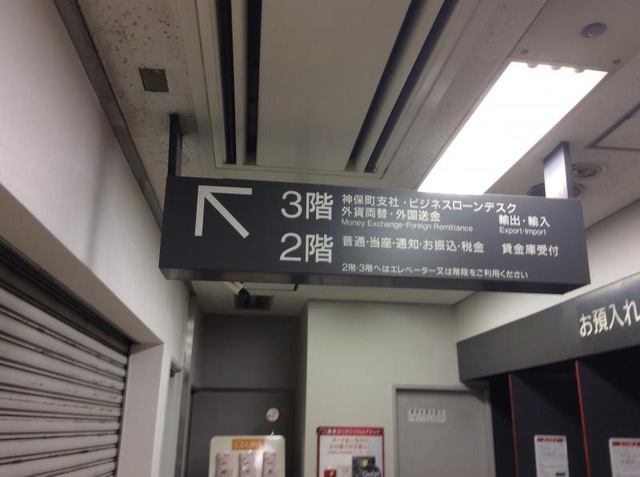 3階 神保町支社・ビジネスローンデスク
外貨両替・外国送金 輸出・輸入
Money Exchange・Foreign Remittance Export・Import
2階 普通・当座・通知・お振込・税金 貸金庫受付
2階・3階へはエレベーター又は階段をご利用ください
お預入れ